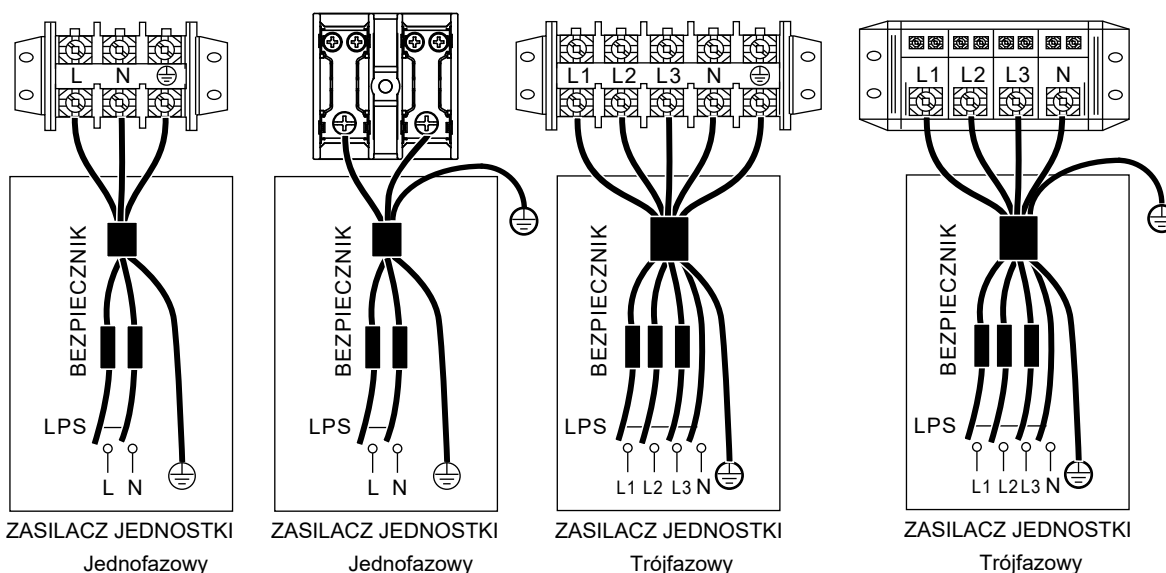 L N
L1 L2 L3 N
L1 L2 L3 N
BEZPIECZNIK
LPS
L N
ZASILACZ JEDNOSTKI
Jednofazowy
BEZPIECZNIK
LPS
L N
ZASILACZ JEDNOSTKI
Jednofazowy
BEZPIECZNIK
LPS
L1 L2 L3 N
ZASILACZ JEDNOSTKI
Trójfazowy
BEZPIECZNIK
LPS
L1 L2 L3 N
ZASILACZ JEDNOSTKI
Trójfazowy